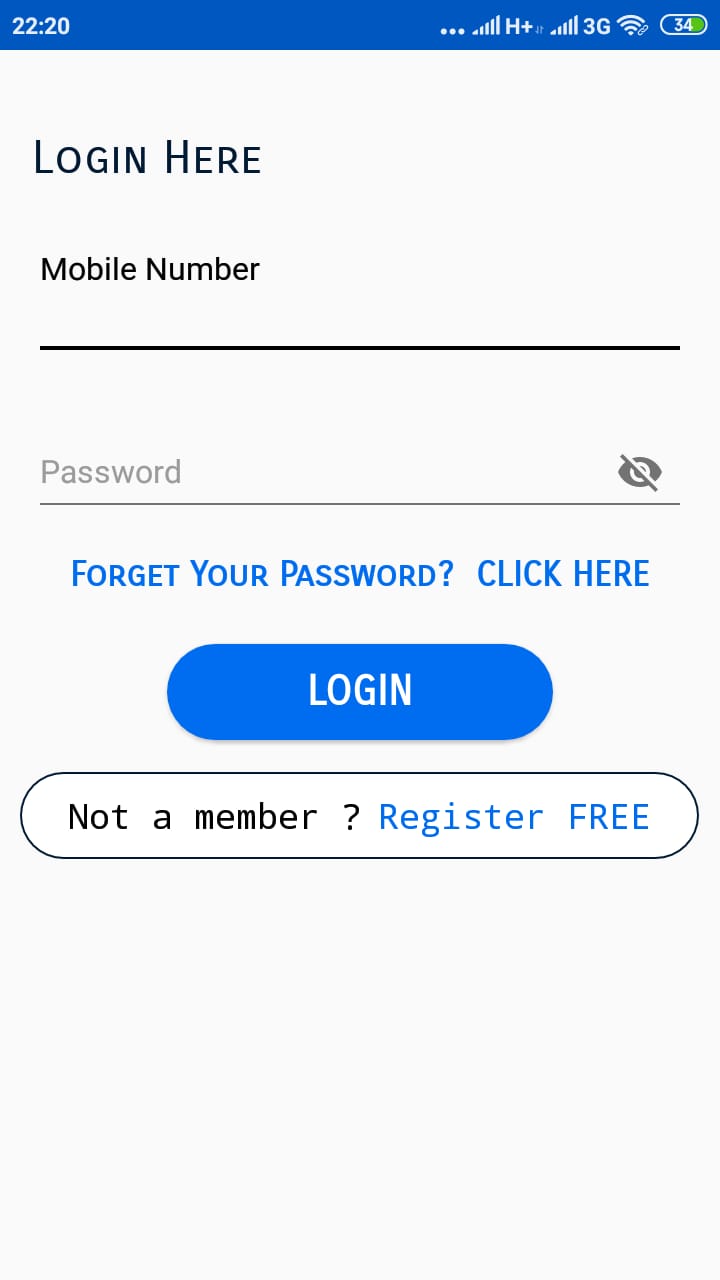 22:20 ... H+ 3G 34
Login Here
Mobile Number
Password
Forget Your Password? CLICK HERE
LOGIN
Not a member ? Register FREE